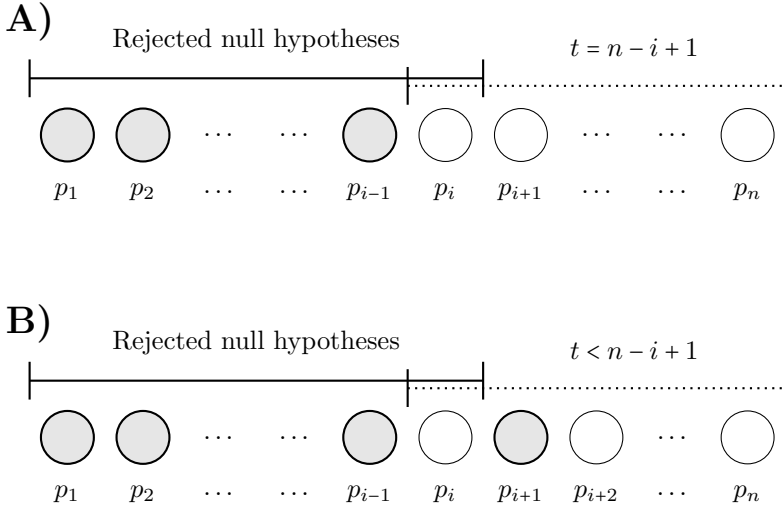 A)
Rejected null hypotheses
t = n − i + 1
⋯ ⋯ ⋯ ⋯
p₁ p₂ ⋯ ⋯ pᵢ₋₁ pᵢ pᵢ₊₁ ⋯ ⋯ pₙ
B)
Rejected null hypotheses
t < n − i + 1
⋯ ⋯ ⋯
p₁ p₂ ⋯ ⋯ pᵢ₋₁ pᵢ pᵢ₊₁ pᵢ₊₂ ⋯ pₙ